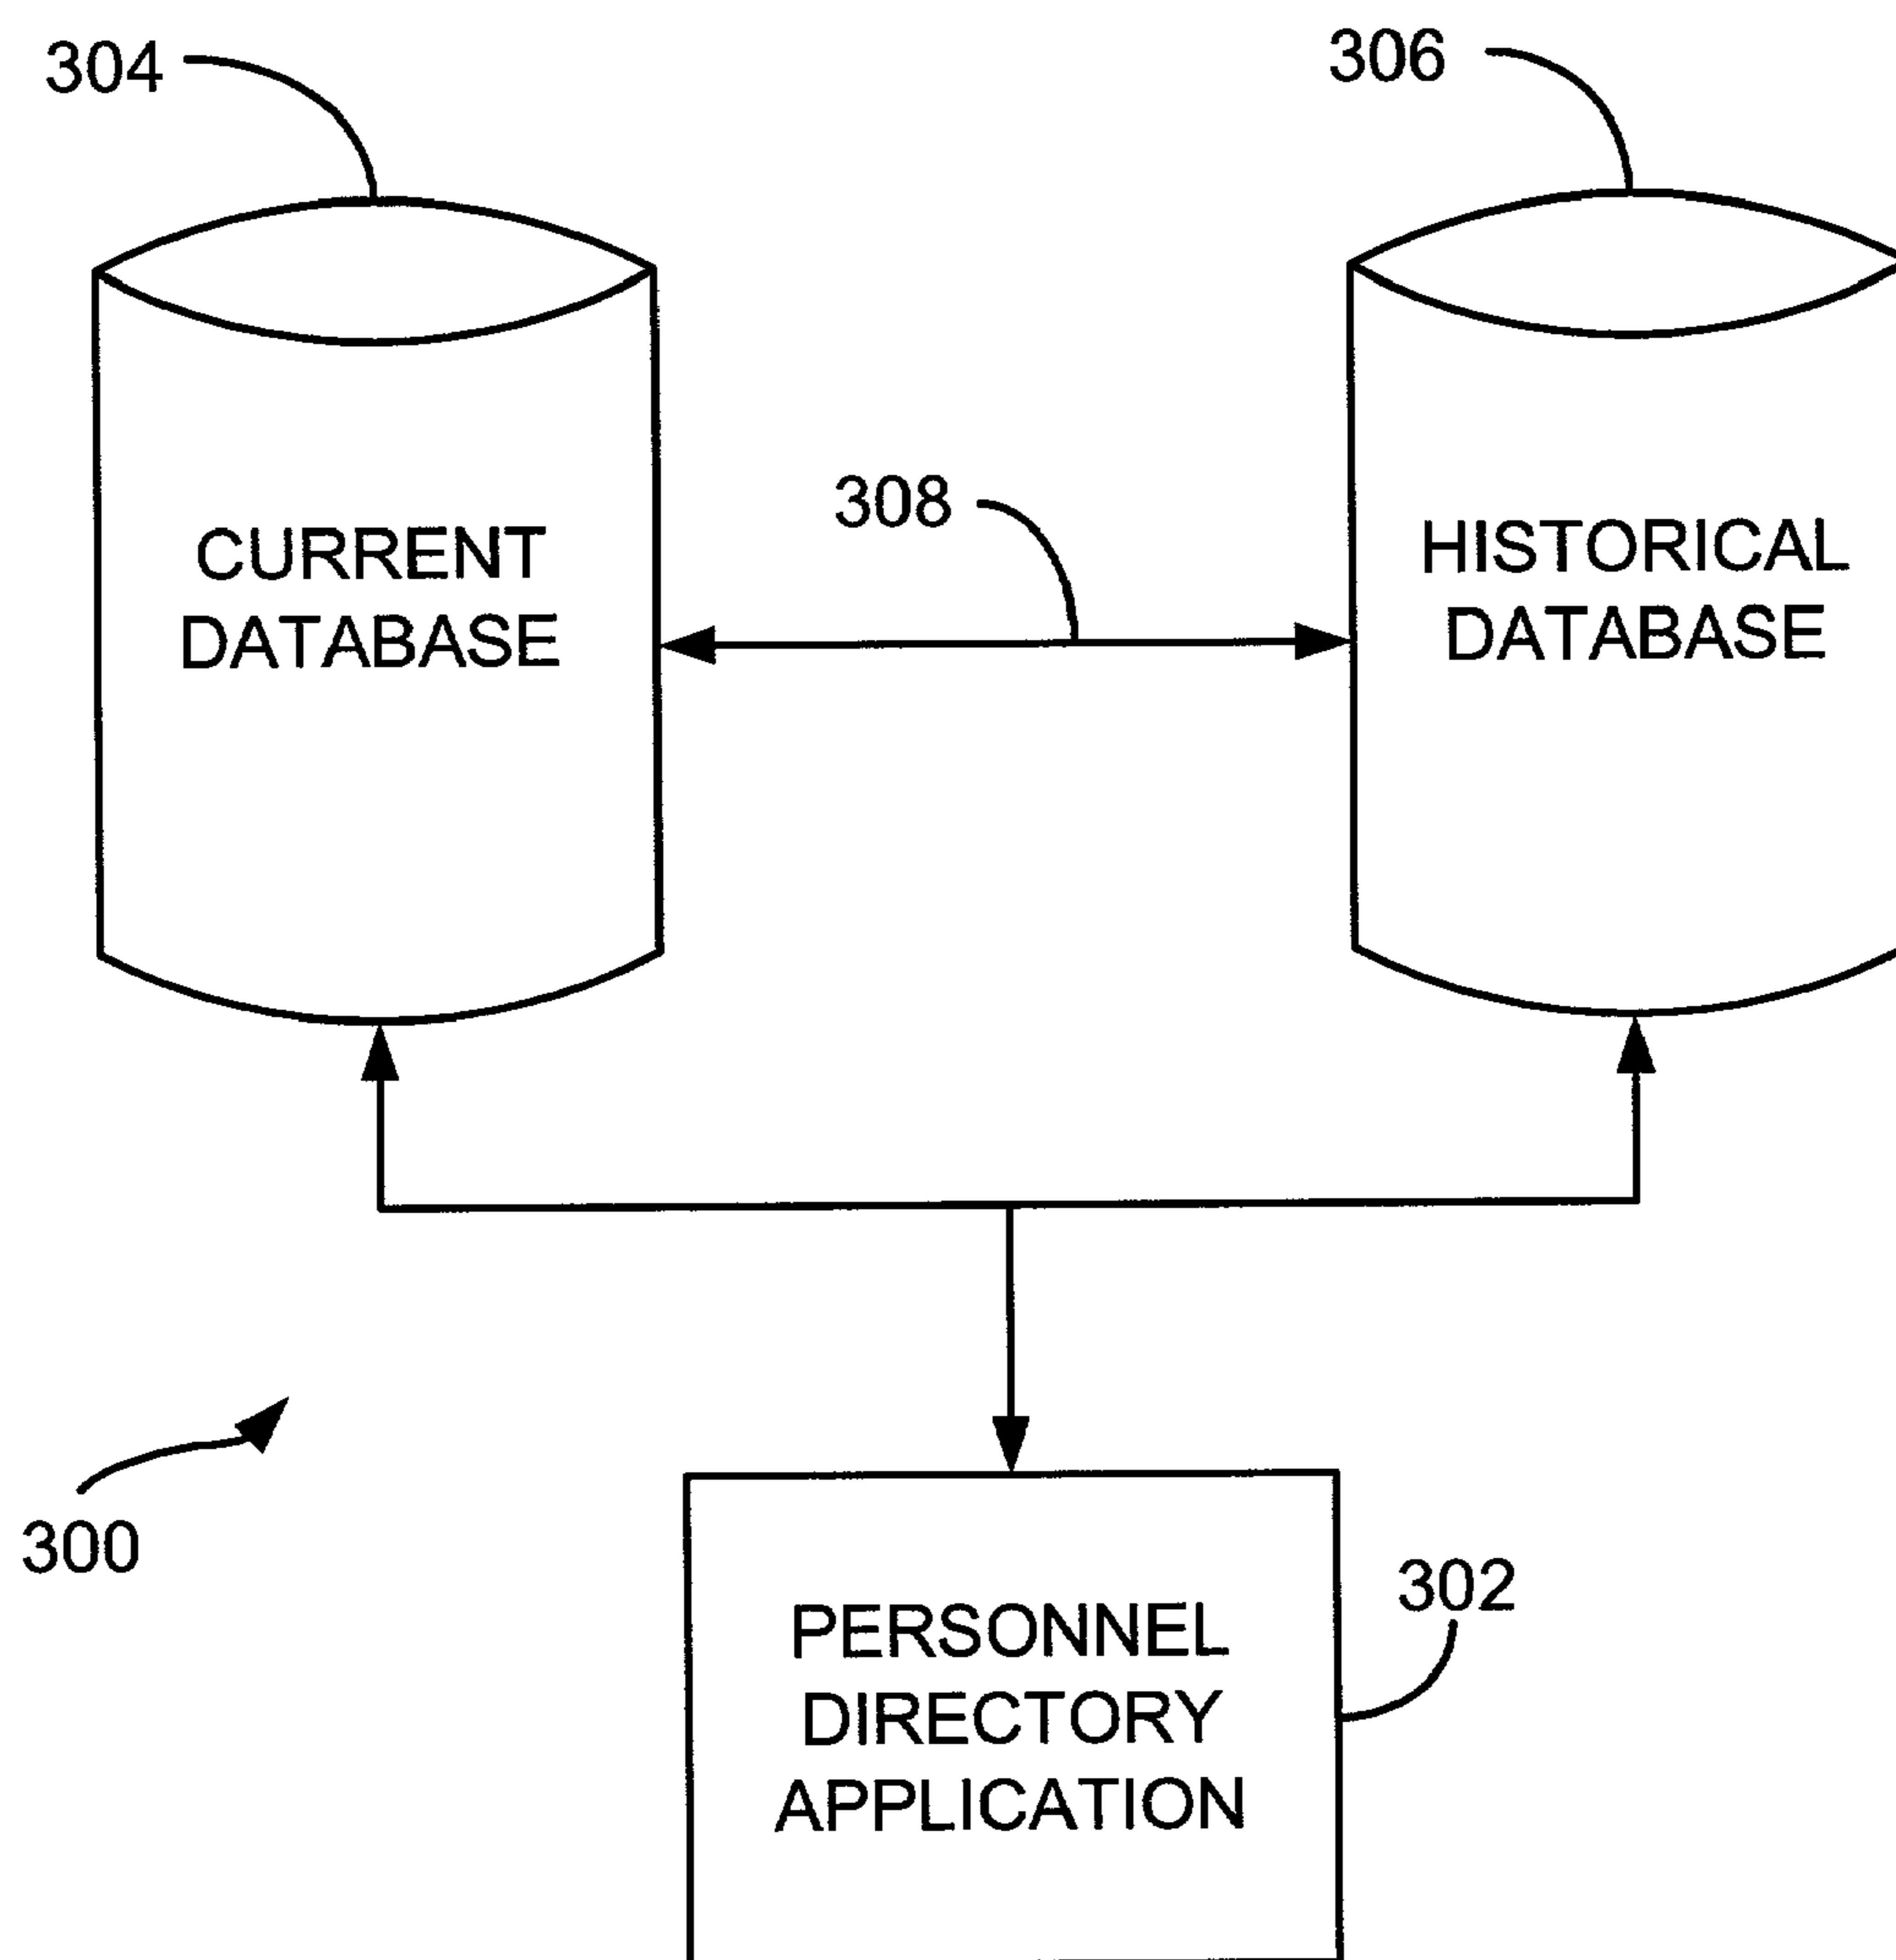 304
306
308
CURRENT
DATABASE
HISTORICAL
DATABASE
300
302
PERSONNEL
DIRECTORY
APPLICATION